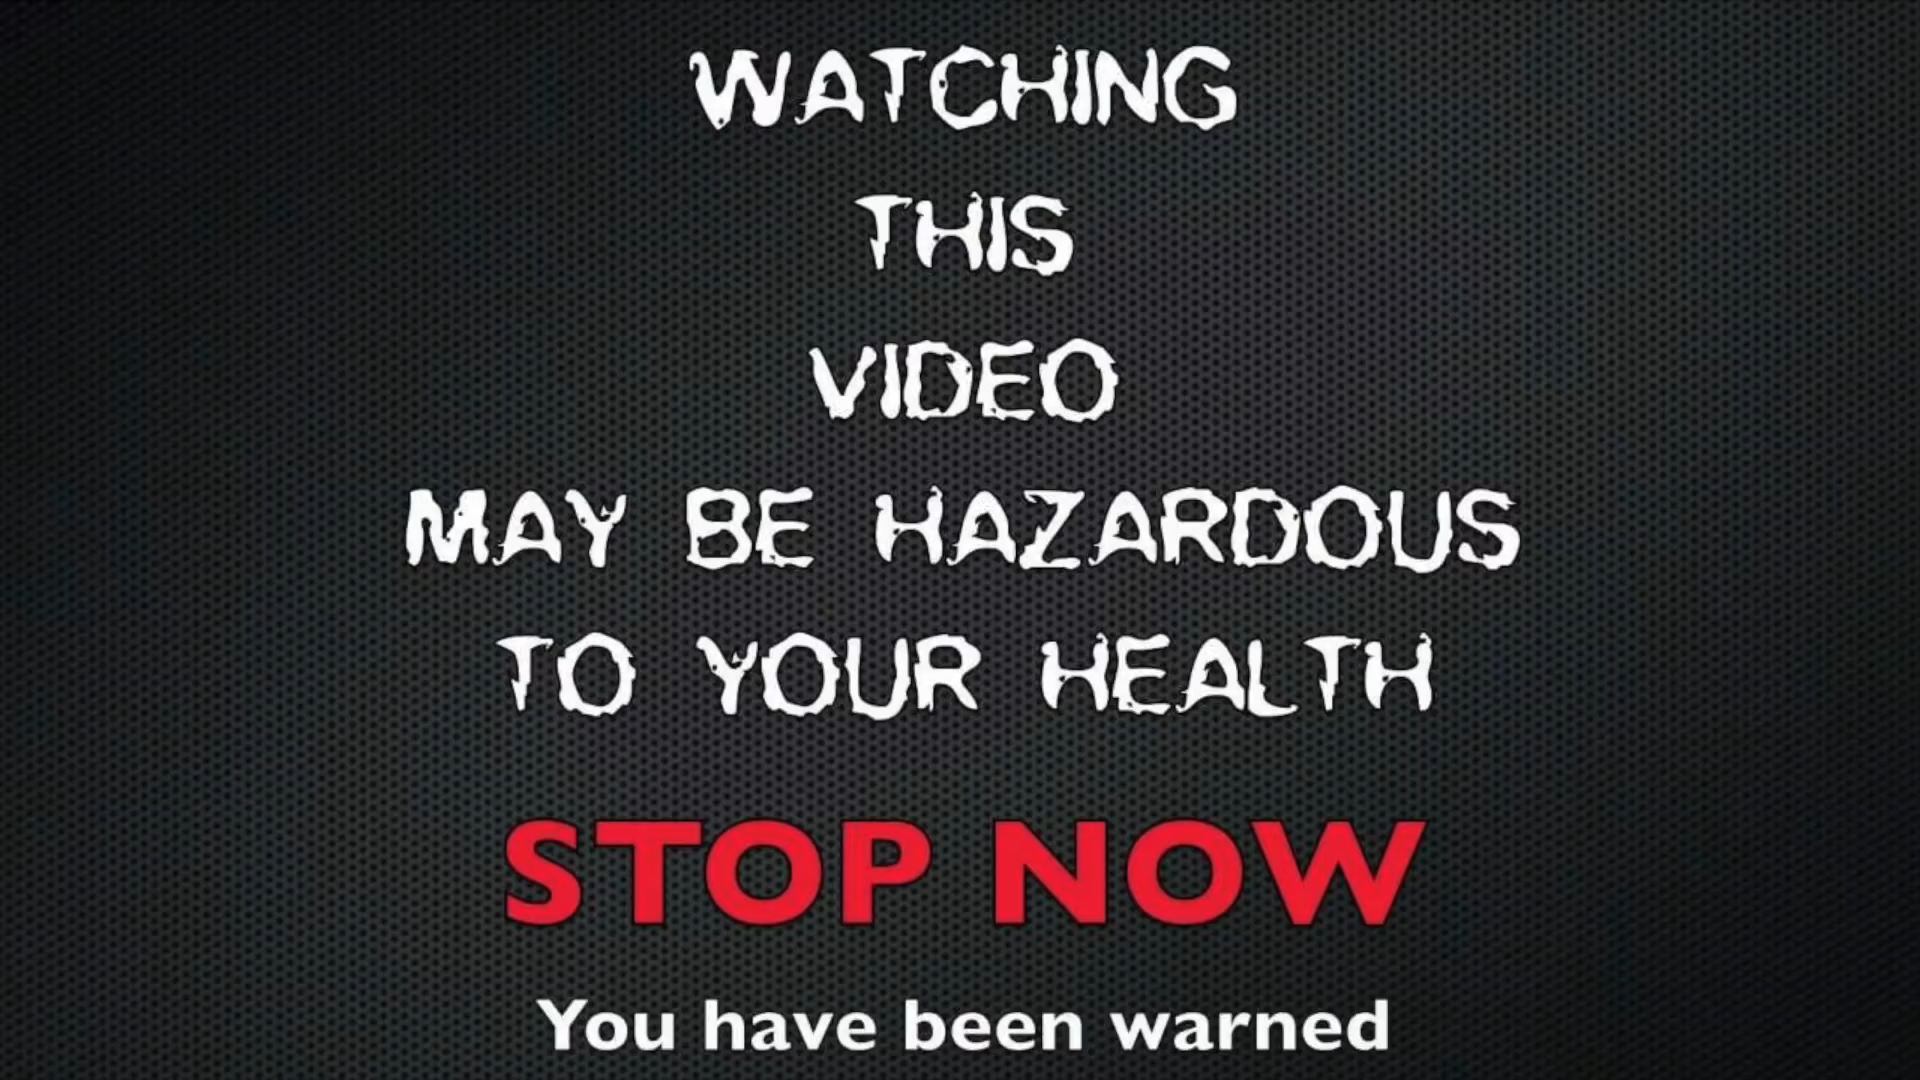 WATCHING
THIS
VIDEO
MAY BE HAZARDOUS
TO YOUR HEALTH
STOP NOW
You have been warned